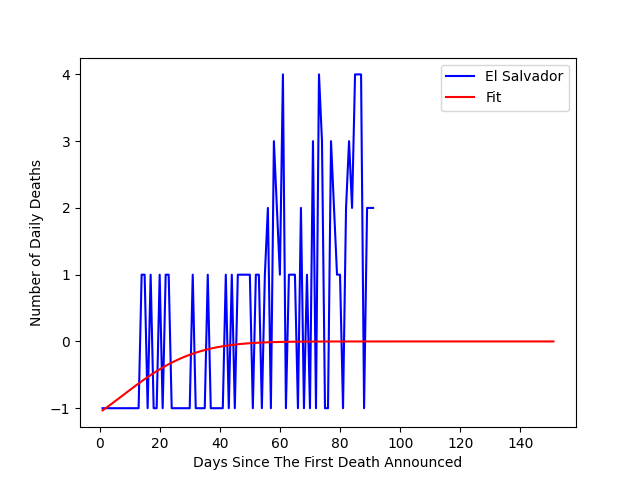 El Salvador
Fit
Number of Daily Deaths
4
3
2
1
0
−1
0 20 40 60 80 100 120 140
Days Since The First Death Announced